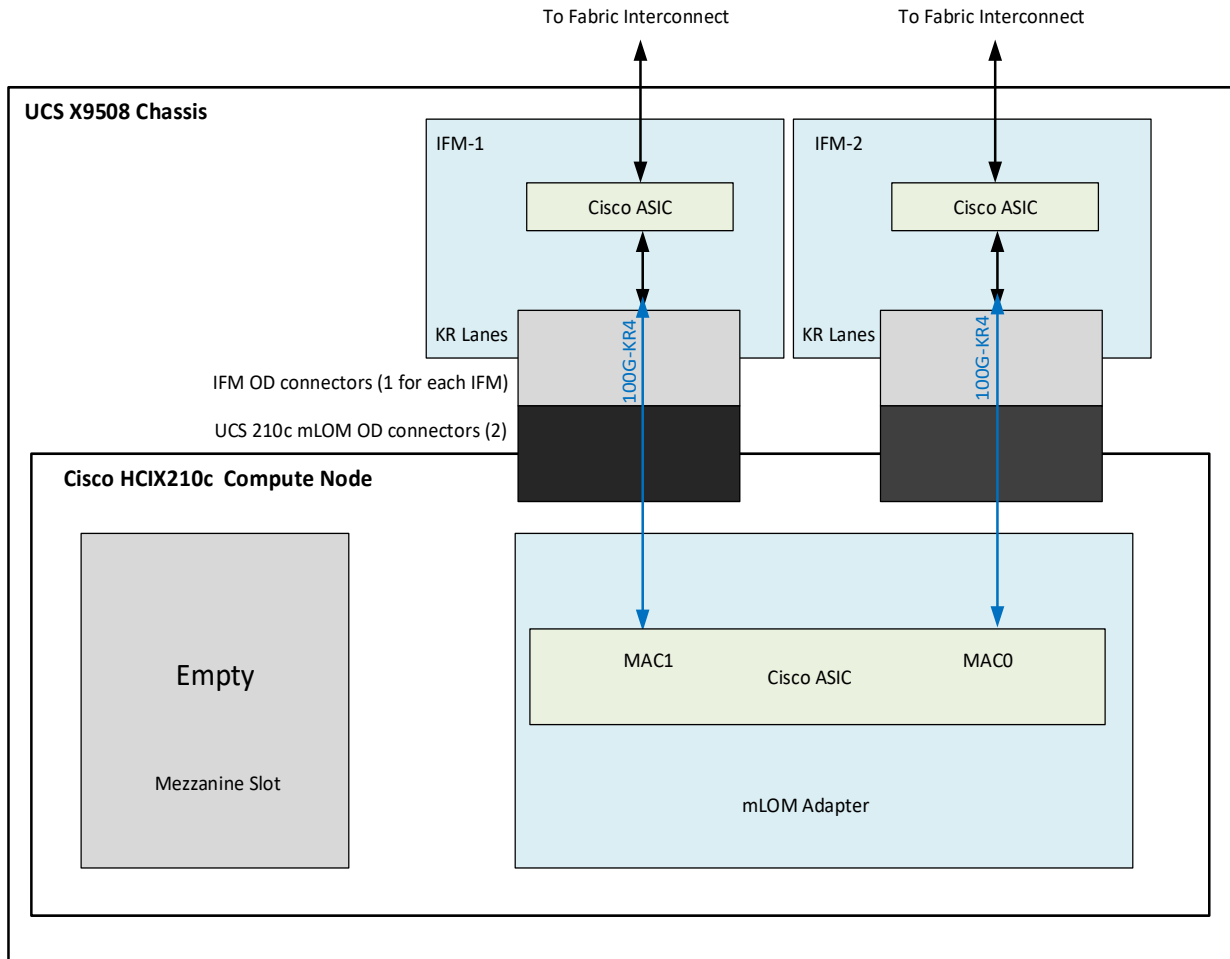 To Fabric Interconnect
To Fabric Interconnect
UCS X9508 Chassis
IFM-1
IFM-2
Cisco ASIC
Cisco ASIC
KR Lanes
100G-KR4
KR Lanes
100G-KR4
IFM OD connectors (1 for each IFM)
UCS 210c mLOM OD connectors (2)
Cisco HCIX210c  Compute Node
Empty
Mezzanine Slot
MAC1
MAC0
Cisco ASIC
mLOM Adapter